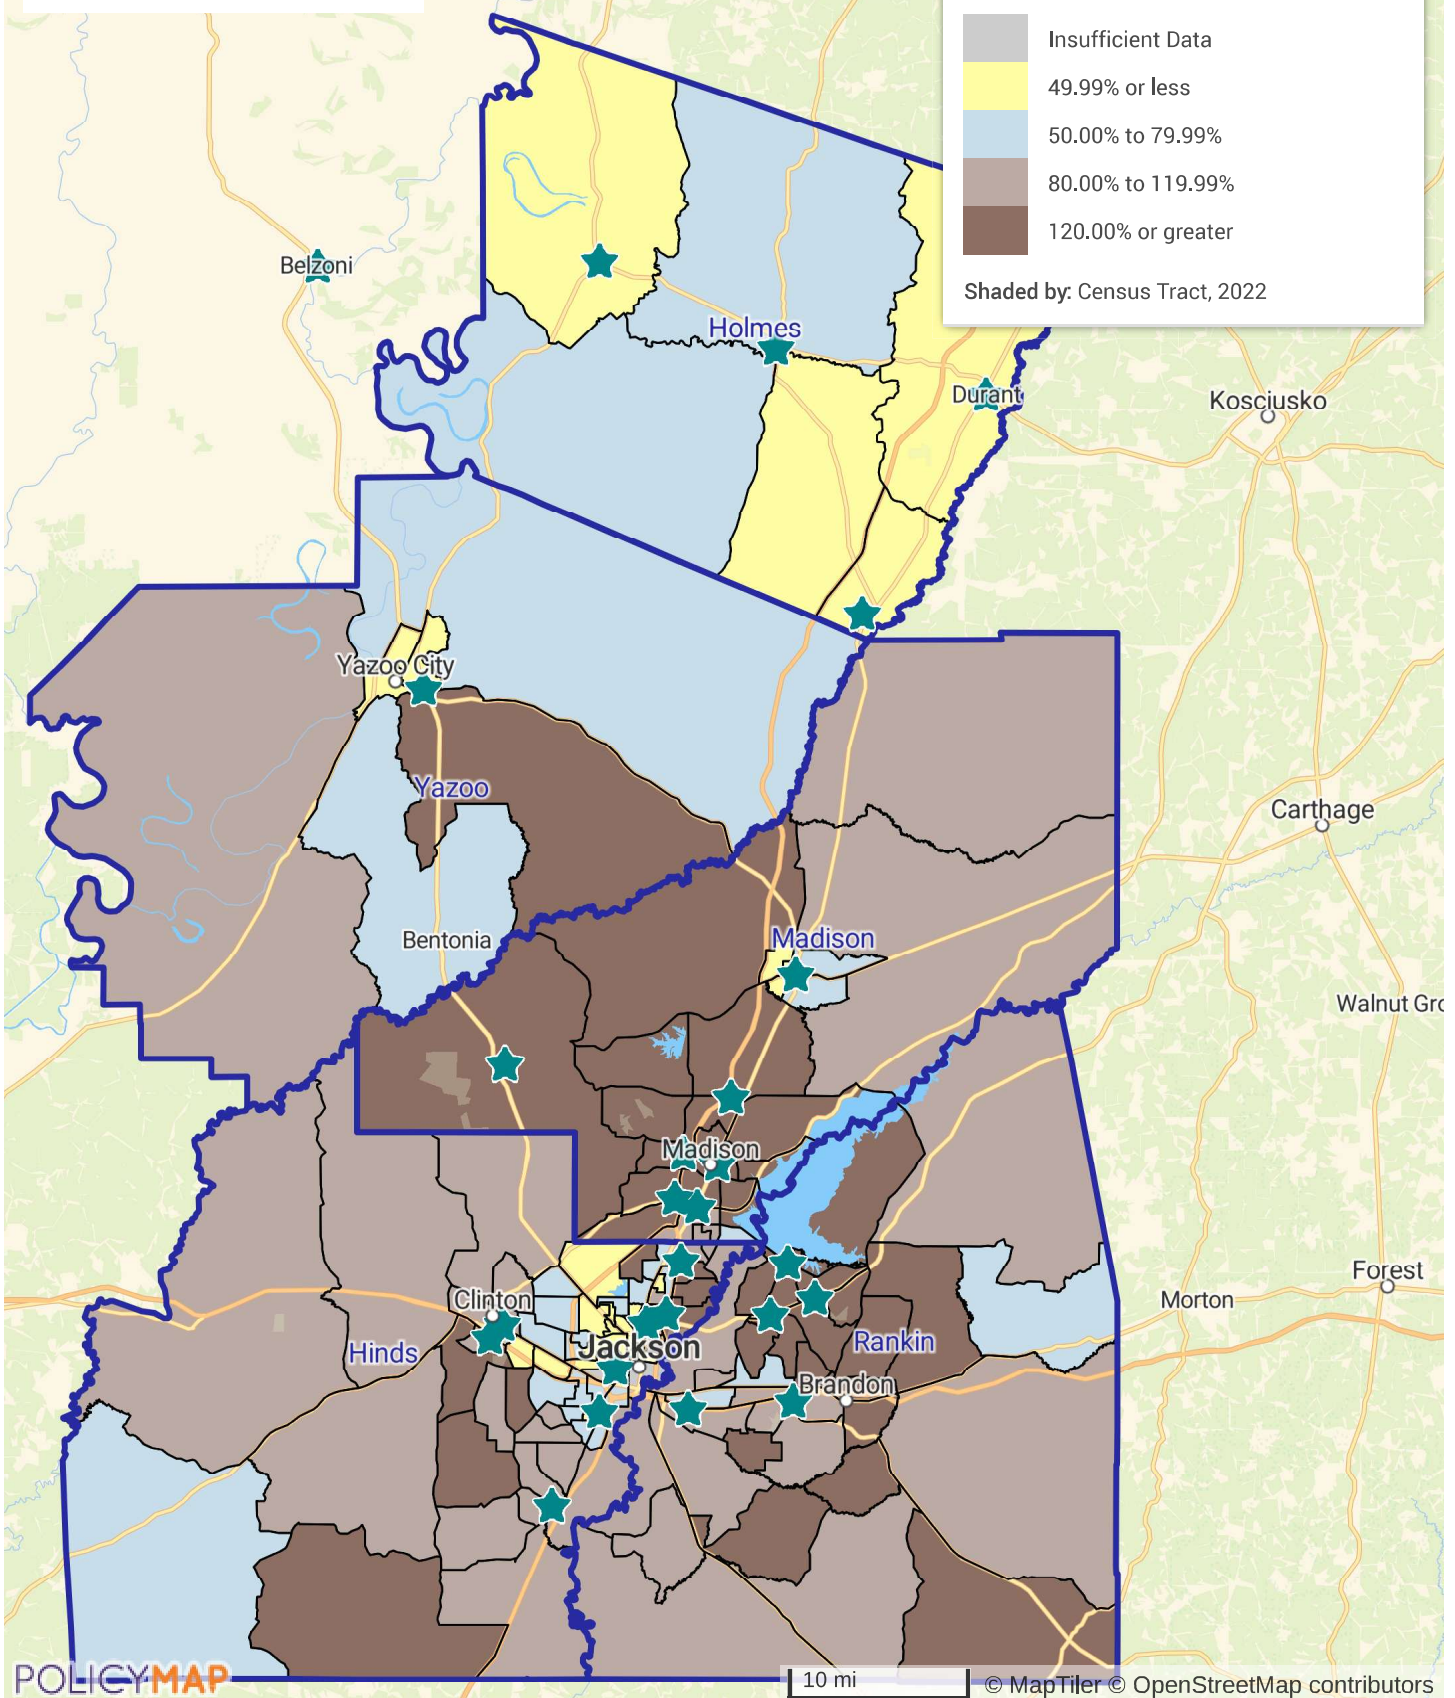 Insufficient Data
49.99% or less
50.00% to 79.99%
80.00% to 119.99%
120.00% or greater
Shaded by: Census Tract, 2022
Belzoni
Holmes
Durant
Kosciusko
Yazoo City
Yazoo
Carthage
Bentonia
Madison
Walnut Gro
Madison
Forest
Clinton
Morton
Hinds
Jackson
Rankin
Brandon
POLICYMAP
10 mi
© MapTiler © OpenStreetMap contributors